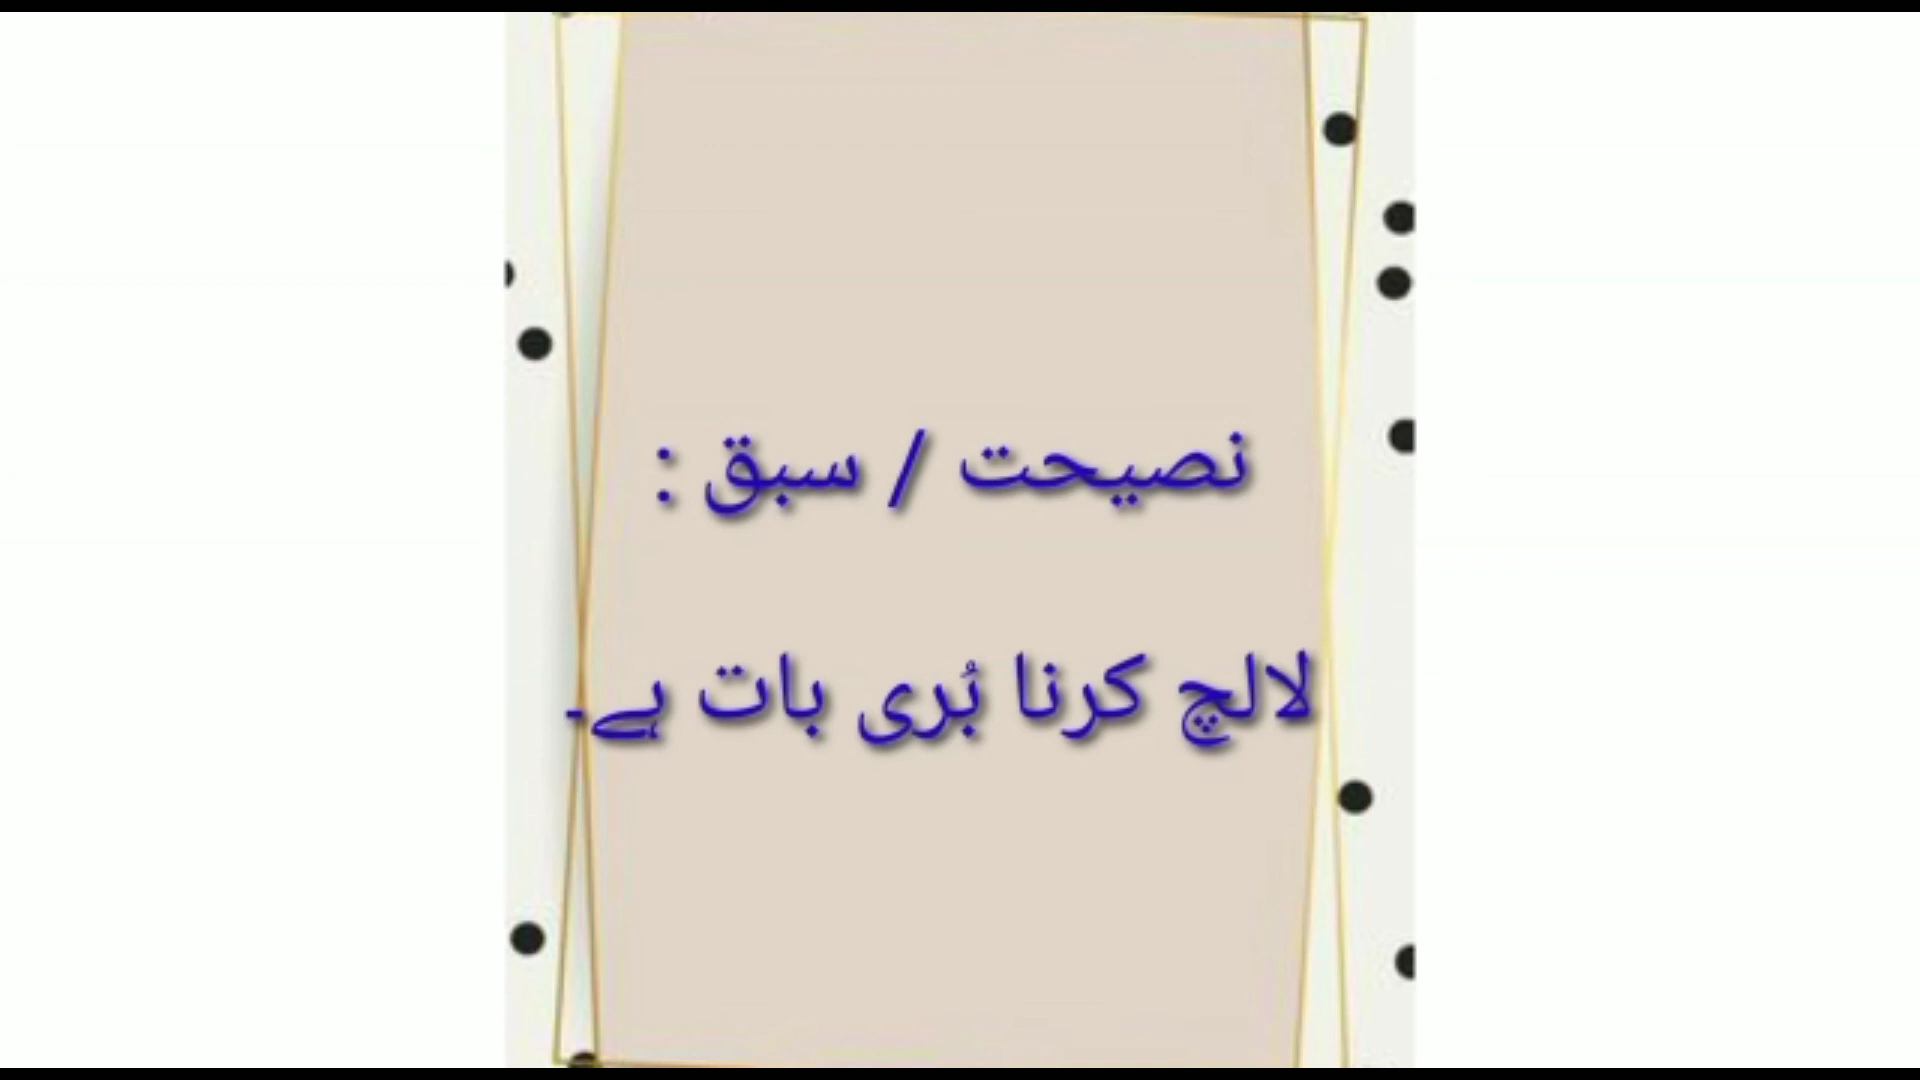 نصیحت / سبق :
لالچ کرنا بُری بات ہے۔